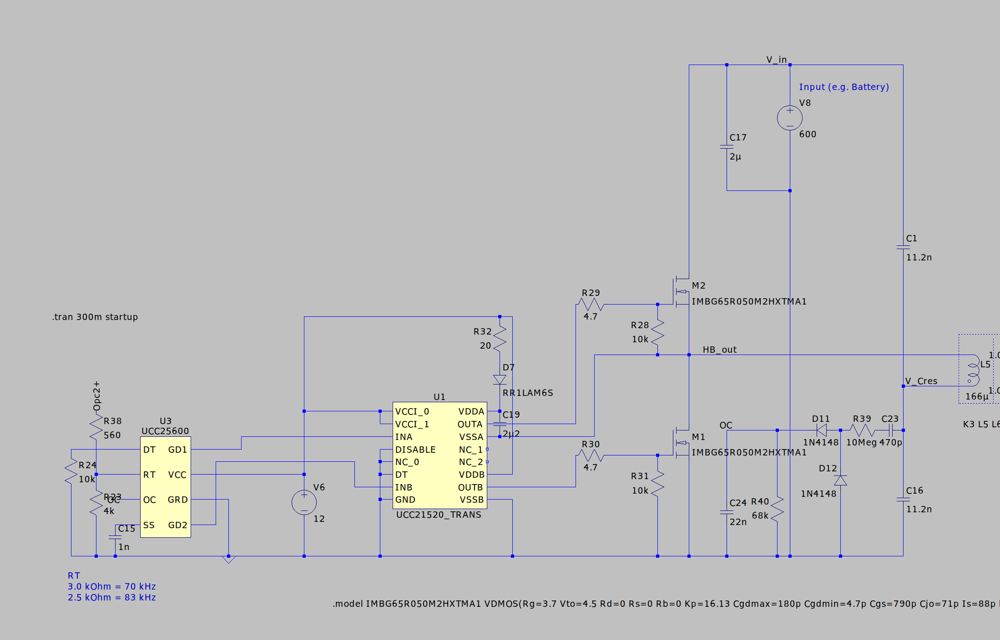 V_in
Input (e.g. Battery)
V8
600
C17
2µ
C1
11.2n
M2
IMBG65R050M2HXTMA1
R29
4.7
R28
10k
.tran 300m startup
R32
20
HB_out
D7
RR1LAM6S
L5
1.0
1.0
166µ
V_Cres
K3 L5 L6
Opc2+
R38
560
U3
UCC25600
DT
GD1
RT
VCC
OC
GRD
SS
GD2
R24
10k
R23
4k
OC
C15
1n
V6
12
U1
VCCI_0
VDDA
VCCI_1
OUTA
INA
VSSA
DISABLE
NC_1
NC_0
NC_2
DT
VDDB
INB
OUTB
GND
VSSB
UCC21520_TRANS
C19
2µ2
R30
4.7
R31
10k
M1
IMBG65R050M2HXTMA1
OC
D11
1N4148
R39
10Meg
C23
470p
D12
1N4148
C24
22n
R40
68k
C16
11.2n
RT
3.0 kOhm = 70 kHz
2.5 kOhm = 83 kHz
.model IMBG65R050M2HXTMA1 VDMOS(Rg=3.7 Vto=4.5 Rd=0 Rs=0 Rb=0 Kp=16.13 Cgdmax=180p Cgdmin=4.7p Cgs=790p Cjo=71p Is=88p